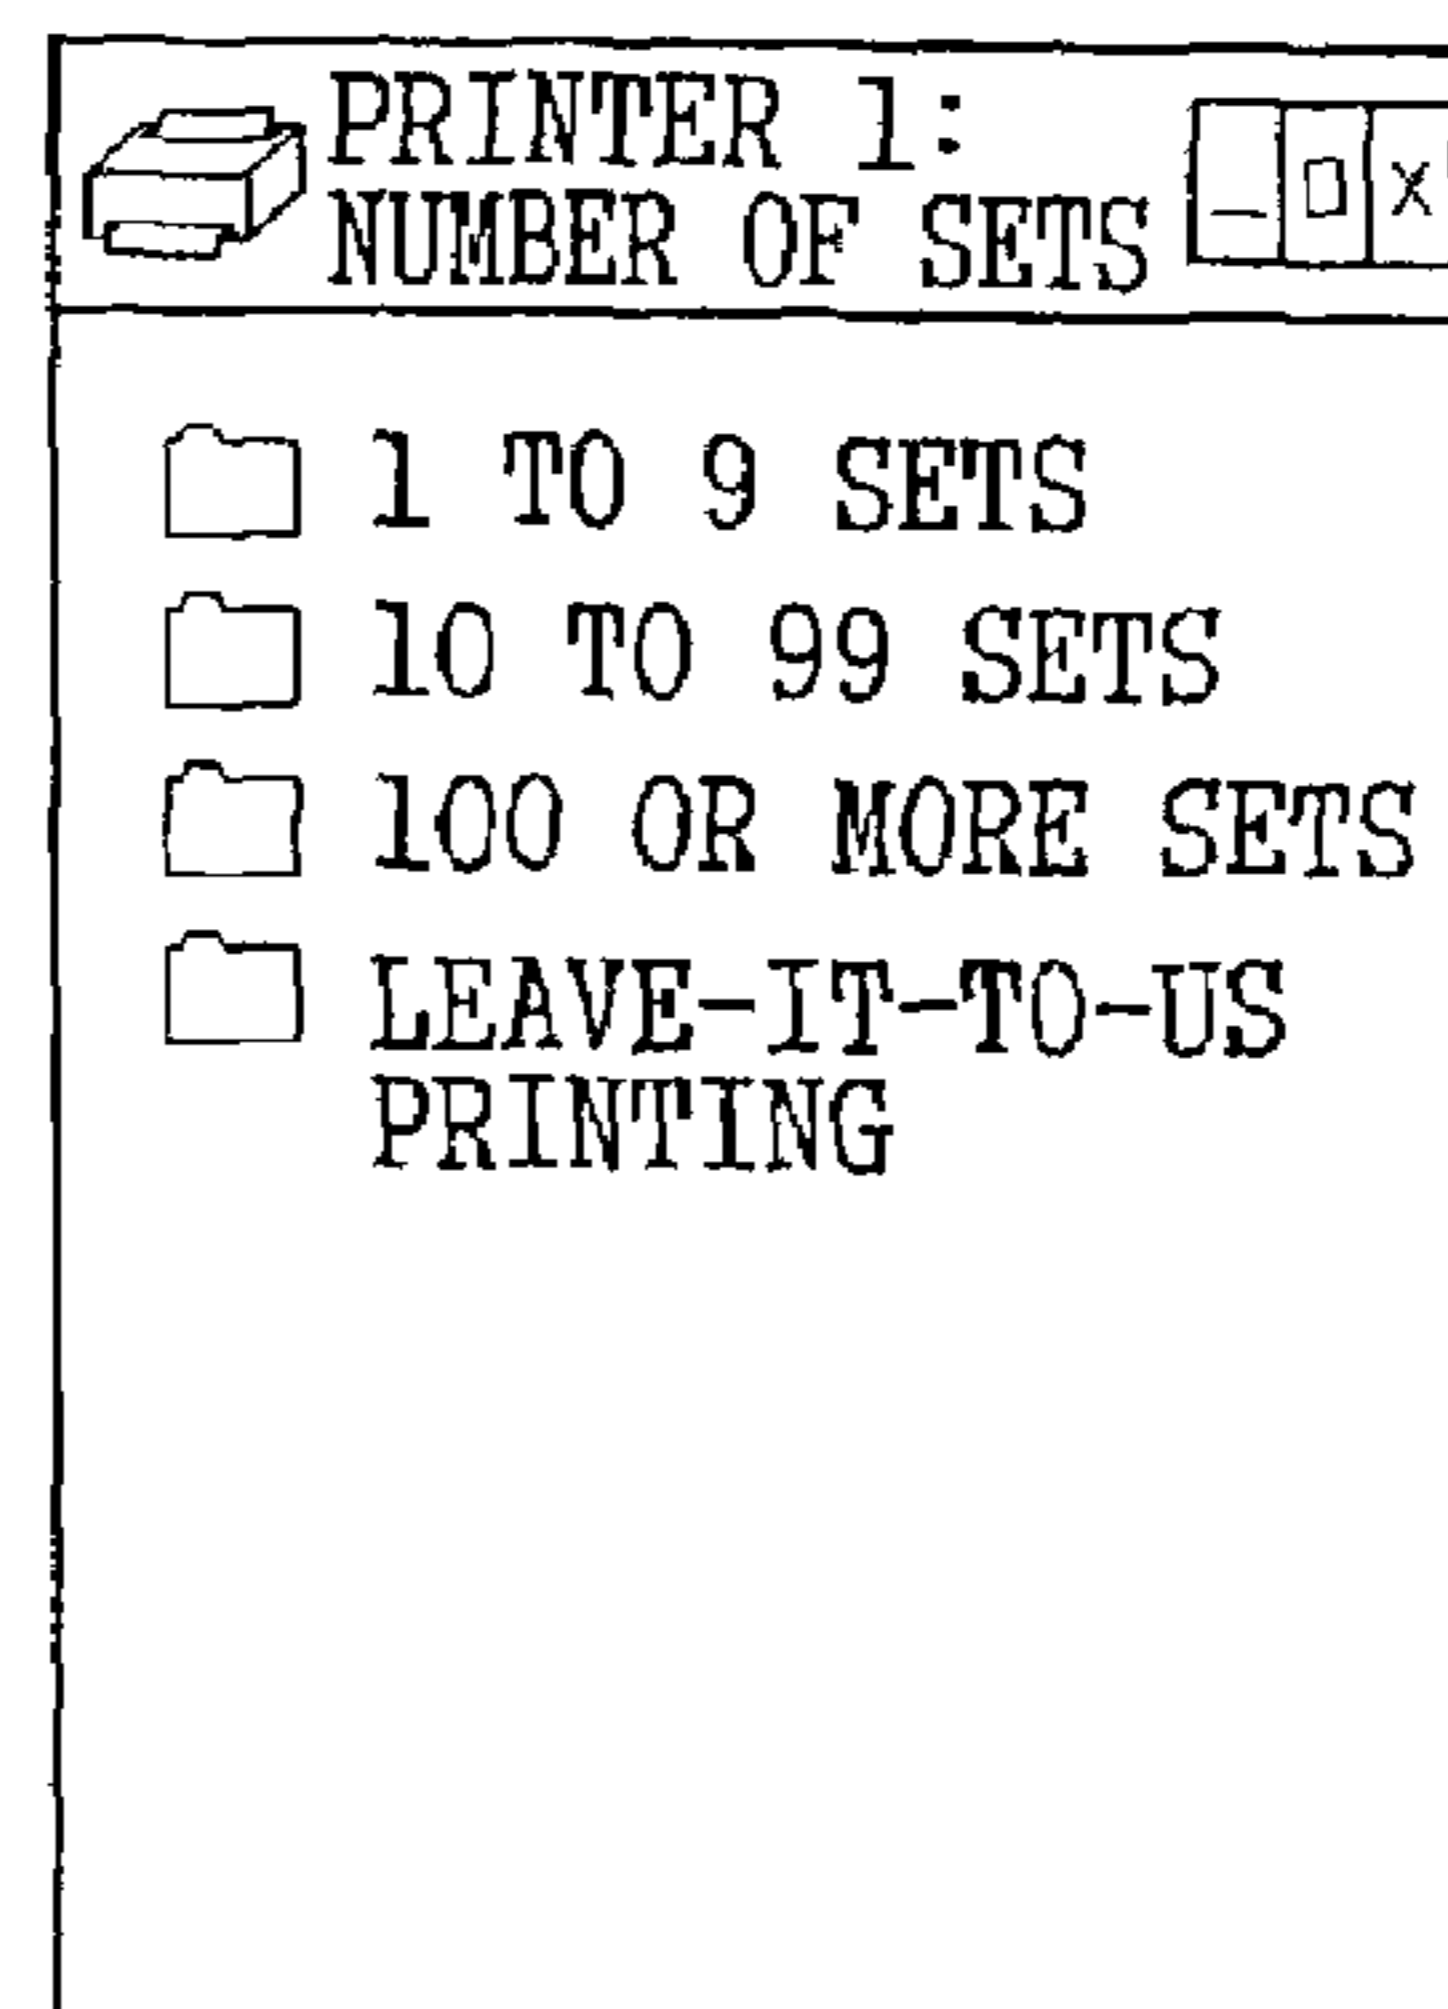 PRINTER 1:
NUMBER OF SETS
1 TO 9 SETS
10 TO 99 SETS
100 OR MORE SETS
LEAVE-IT-TO-US
PRINTING